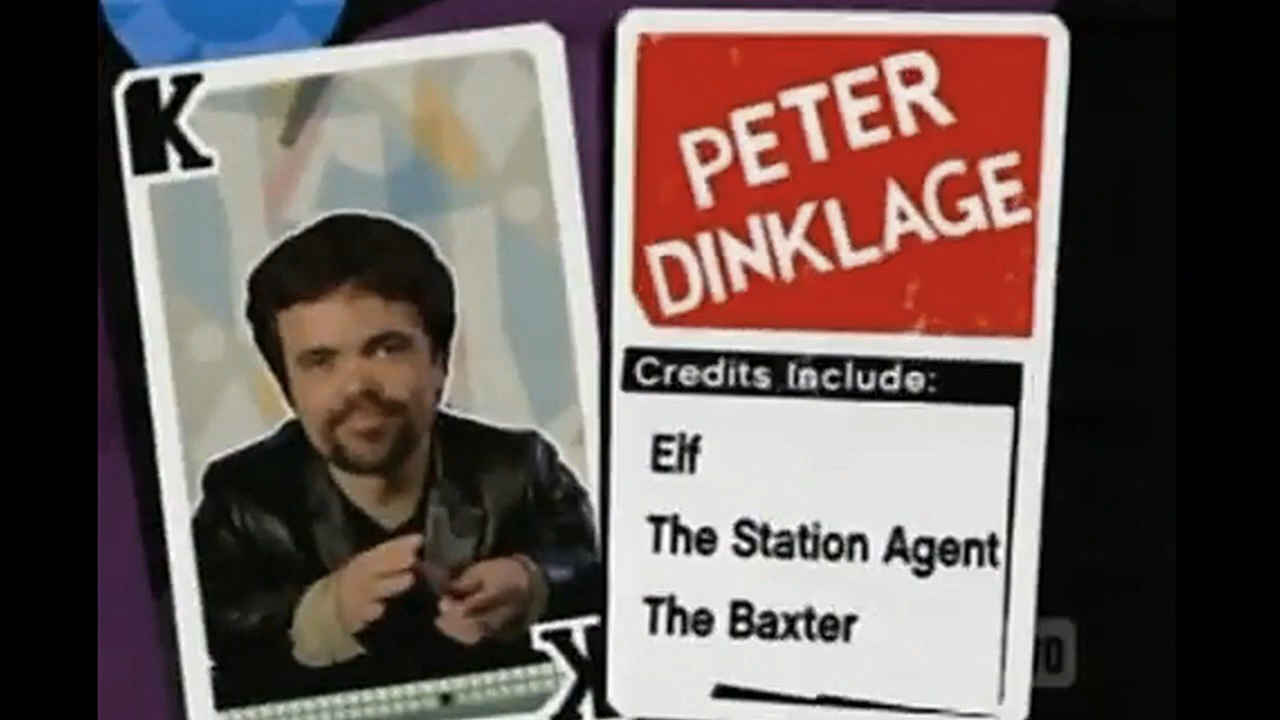 K
PETER
DINKLAGE
Credits Include:
Elf
The Station Agent
The Baxter
K